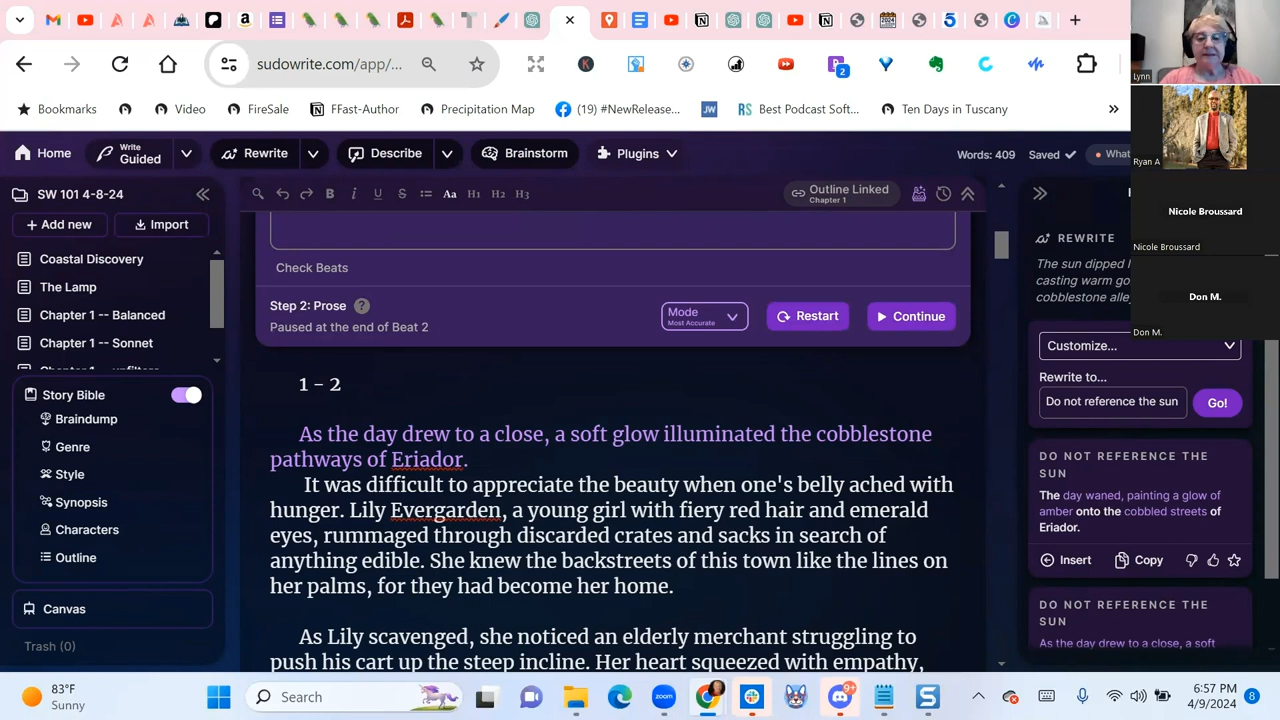 sudowrite.com/app/...
2
Bookmarks
Video
FireSale
FFast-Author
Precipitation Map
(19) #NewRelease...
JW
RS Best Podcast Soft...
Ten Days in Tuscany
»
Home
Write
Guided
Rewrite
Describe
Brainstorm
Plugins
Words: 409
Saved
What
SW 101 4-8-24
+ Add new
Import
Coastal Discovery
The Lamp
Chapter 1 -- Balanced
Chapter 1 -- Sonnet
Story Bible
Braindump
Genre
Style
Synopsis
Characters
Outline
Canvas
Trash (0)
B i U S Aa H1 H2 H3
Outline Linked
Chapter 1
Check Beats
Step 2: Prose ?
Paused at the end of Beat 2
Mode
Most Accurate
Restart
Continue
1 – 2
As the day drew to a close, a soft glow illuminated the cobblestone
pathways of Eriador.
It was difficult to appreciate the beauty when one's belly ached with
hunger. Lily Evergarden, a young girl with fiery red hair and emerald
eyes, rummaged through discarded crates and sacks in search of
anything edible. She knew the backstreets of this town like the lines on
her palms, for they had become her home.
As Lily scavenged, she noticed an elderly merchant struggling to
push his cart up the steep incline. Her heart squeezed with empathy,
REWRITE
The sun dipped
casting warm go
cobblestone alle
Customize...
Rewrite to...
Do not reference the sun
Go!
DO NOT REFERENCE THE
SUN
The day waned, painting a glow of
amber onto the cobbled streets of
Eriador.
Insert
Copy
DO NOT REFERENCE THE
SUN
As the day drew to a close, a soft
Lynn
Ryan A
Nicole Broussard
Nicole Broussard
Don M.
Don M.
83°F
Sunny
Search
zoom
9+
S
6:57 PM
4/9/2024
8